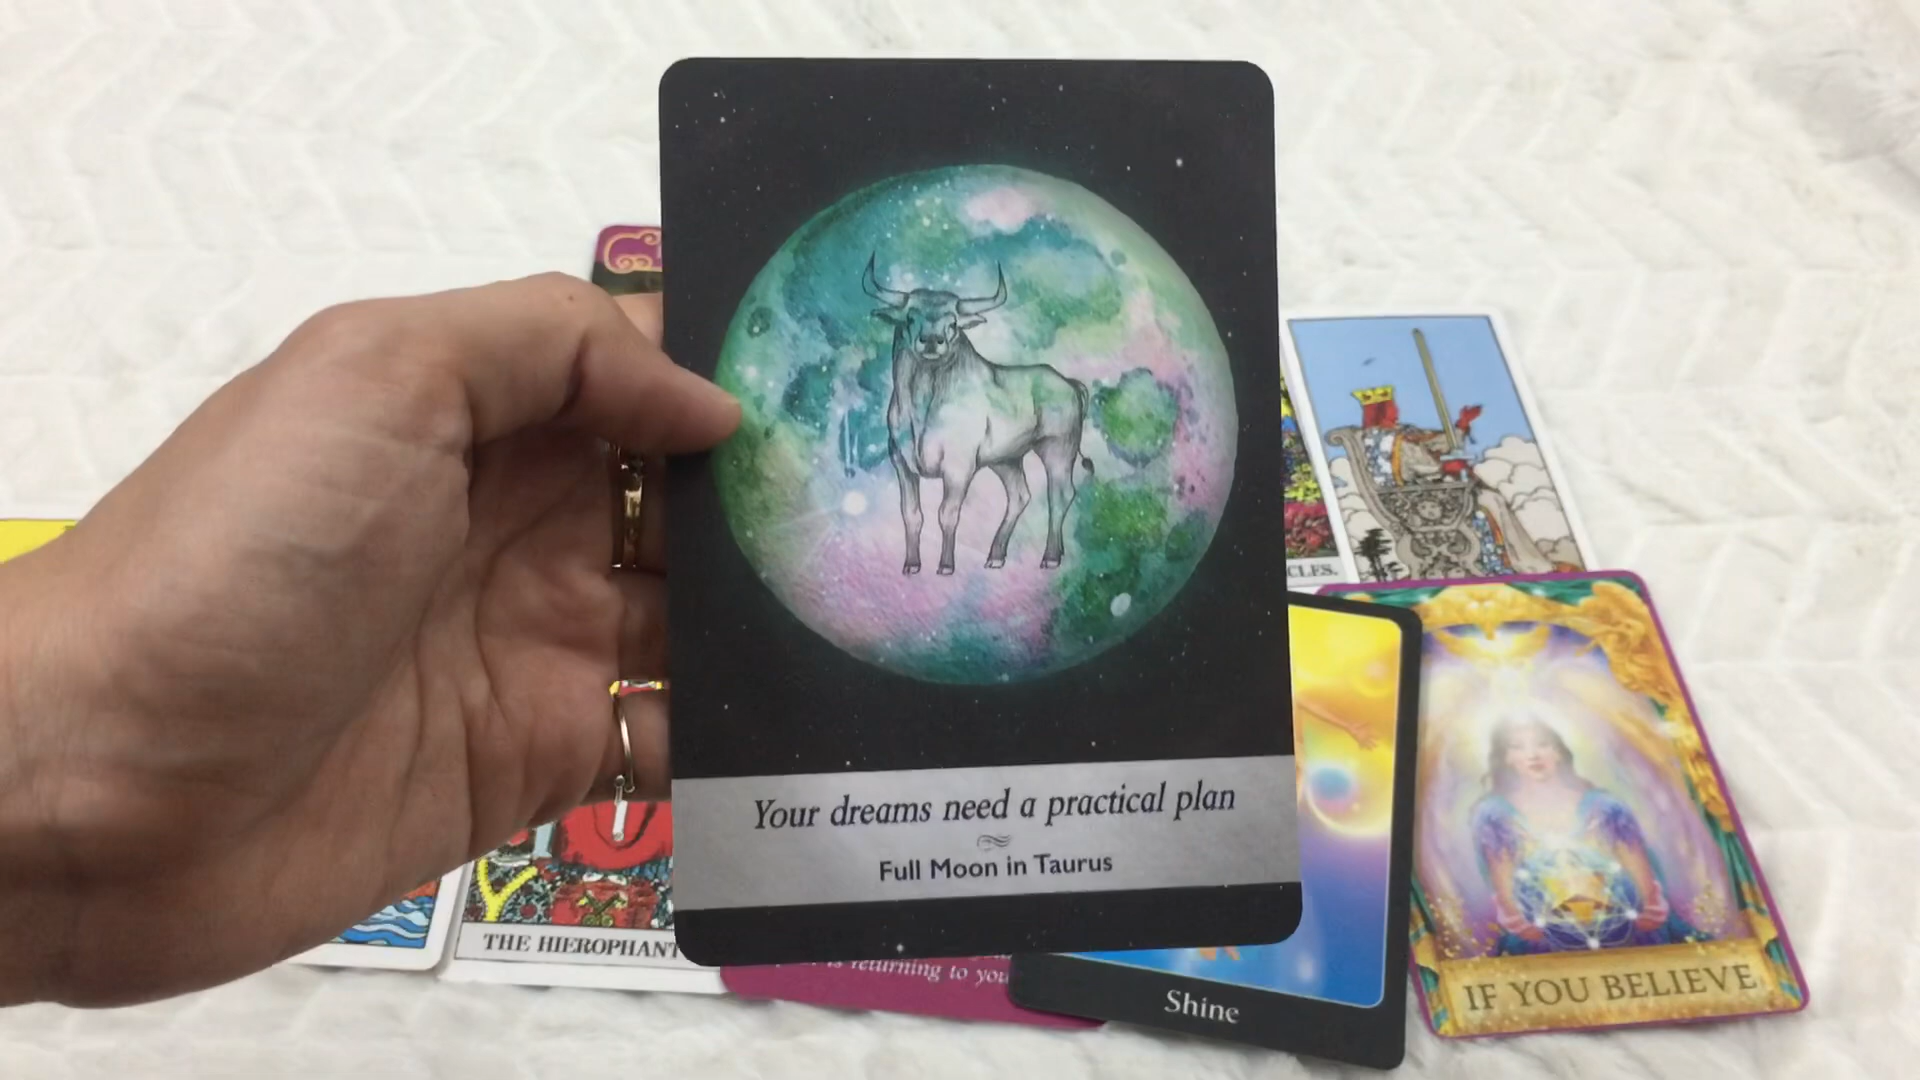 Your dreams need a practical plan
Full Moon in Taurus
CLES.
THE HIEROPHANT
is returning to you
Shine
IF YOU BELIEVE